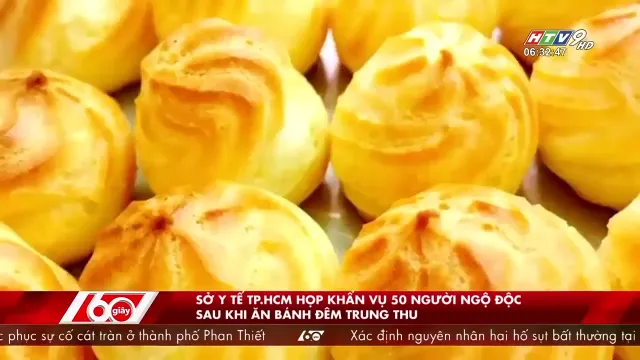 HTV9 HD
06:32:47
60 giây
SỞ Y TẾ TP.HCM HỌP KHẨN VỤ 50 NGƯỜI NGỘ ĐỘC
SAU KHI ĂN BÁNH ĐÊM TRUNG THU
c phục sự cố cát tràn ở thành phố Phan Thiết
Xác định nguyên nhân hai hố sụt bất thường tại